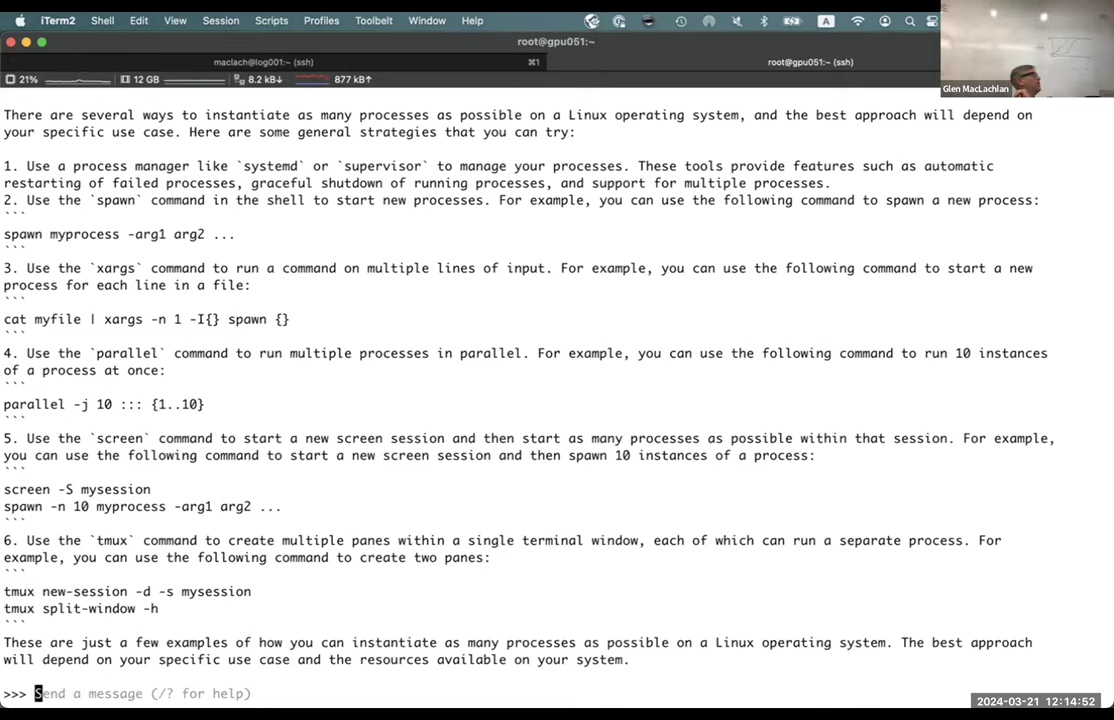 iTerm2 Shell Edit View Session Scripts Profiles Toolbelt Window Help A
root@gpu051:~
maclach@log001:~ (ssh) ⌘1 root@gpu051:~ (ssh)
21% 12 GB 8.2 kB↓ 877 kB↑
Glen MacLachlan
There are several ways to instantiate as many processes as possible on a Linux operating system, and the best approach will depend on
your specific use case. Here are some general strategies that you can try:
1. Use a process manager like `systemd` or `supervisor` to manage your processes. These tools provide features such as automatic
restarting of failed processes, graceful shutdown of running processes, and support for multiple processes.
2. Use the `spawn` command in the shell to start new processes. For example, you can use the following command to spawn a new process:
```
spawn myprocess -arg1 arg2 ...
```
3. Use the `xargs` command to run a command on multiple lines of input. For example, you can use the following command to start a new
process for each line in a file:
```
cat myfile | xargs -n 1 -I{} spawn {}
```
4. Use the `parallel` command to run multiple processes in parallel. For example, you can use the following command to run 10 instances
of a process at once:
```
parallel -j 10 ::: {1..10}
```
5. Use the `screen` command to start a new screen session and then start as many processes as possible within that session. For example,
you can use the following command to start a new screen session and then spawn 10 instances of a process:
```
screen -S mysession
spawn -n 10 myprocess -arg1 arg2 ...
```
6. Use the `tmux` command to create multiple panes within a single terminal window, each of which can run a separate process. For
example, you can use the following command to create two panes:
```
tmux new-session -d -s mysession
tmux split-window -h
```
These are just a few examples of how you can instantiate as many processes as possible on a Linux operating system. The best approach
will depend on your specific use case and the resources available on your system.
>>> Send a message (/? for help)
2024-03-21 12:14:52